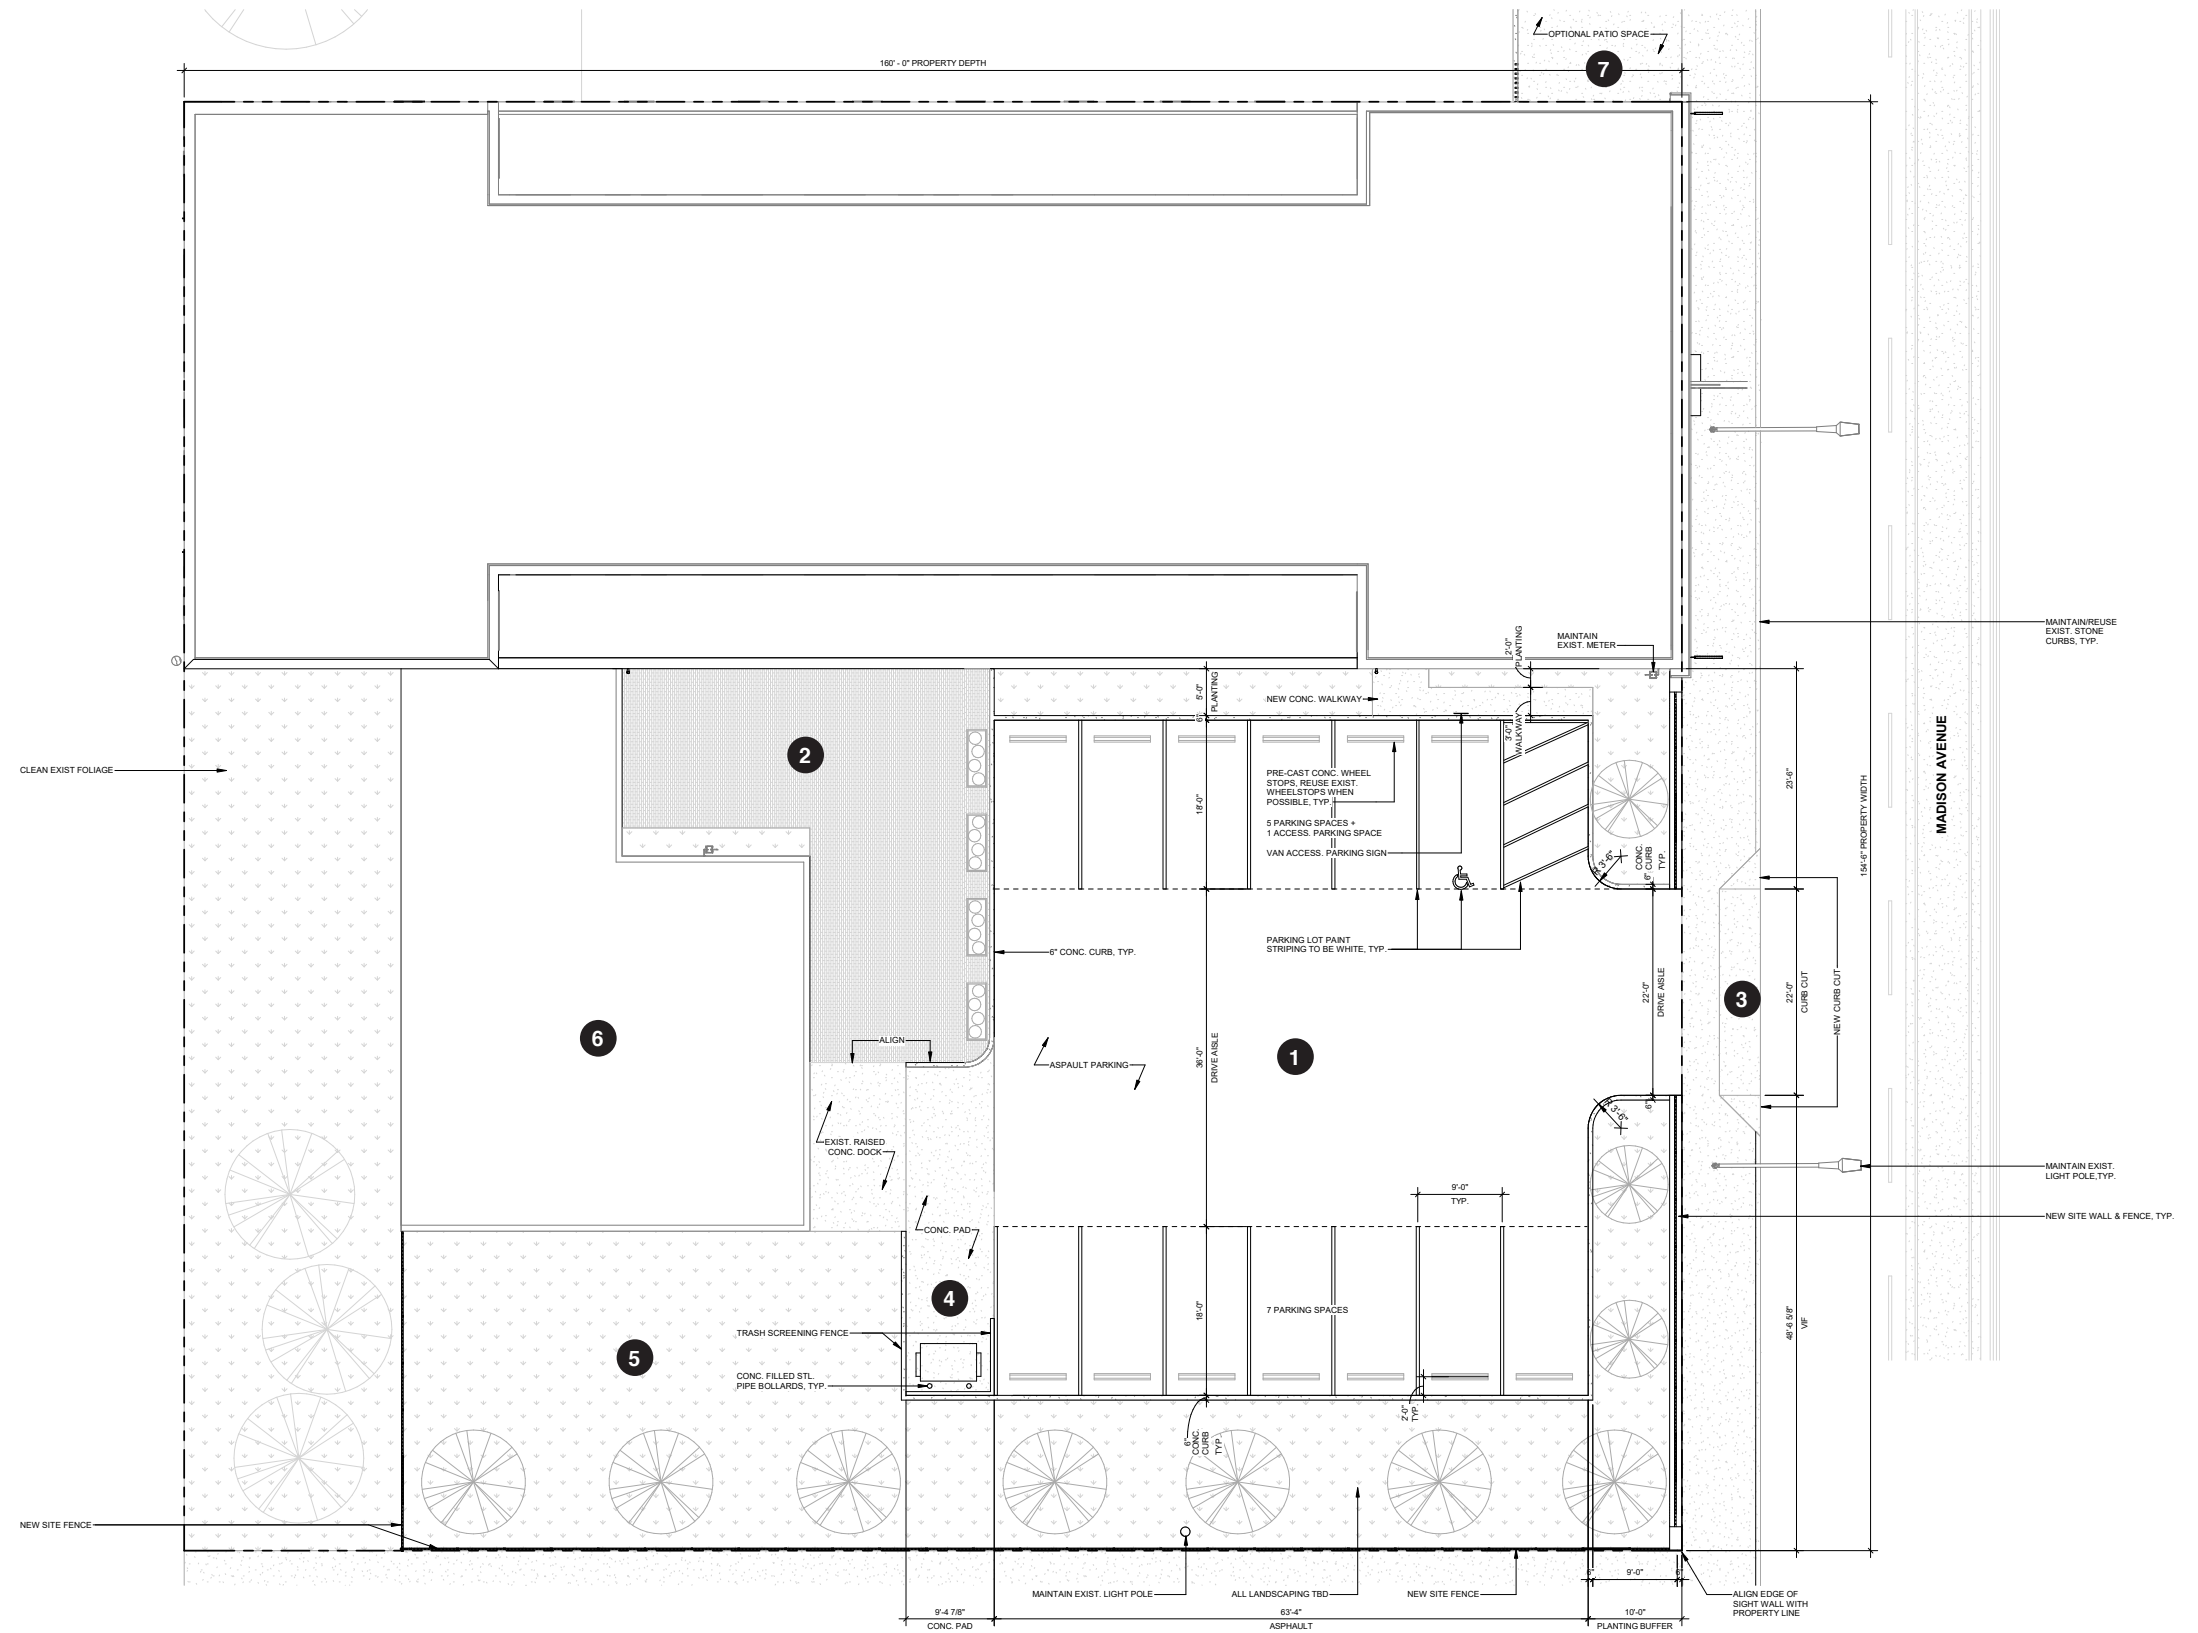 OPTIONAL PATIO SPACE
7
160' - 0" PROPERTY DEPTH
MAINTAIN/REUSE
EXIST. STONE
CURBS, TYP.
2'-0"
PLANTING
MAINTAIN
EXIST. METER
5'-0"
PLANTING
6"
NEW CONC. WALKWAY
3'-0"
WALKWAY
2
CLEAN EXIST FOLIAGE
PRE-CAST CONC. WHEEL
STOPS, REUSE EXIST.
WHEELSTOPS WHEN
POSSIBLE, TYP.
18'-0"
5 PARKING SPACES +
1 ACCESS. PARKING SPACE
VAN ACCESS. PARKING SIGN
R 3'-6"
6"
CONC.
CURB
TYP.
6"
23'-6"
154'-6" PROPERTY WIDTH
MADISON AVENUE
PARKING LOT PAINT
STRIPING TO BE WHITE, TYP.
6" CONC. CURB, TYP.
22'-0"
DRIVE AISLE
3
22'-0"
CURB CUT
NEW CURB CUT
6
ALIGN
1
ASPAULT PARKING
36'-0"
DRIVE AISLE
R 3'-6"
6"
EXIST. RAISED
CONC. DOCK
MAINTAIN EXIST.
LIGHT POLE,TYP.
9'-0"
TYP.
NEW SITE WALL & FENCE, TYP.
CONC. PAD
4
18'-0"
7 PARKING SPACES
48'-6 5/8"
VIF
TRASH SCREENING FENCE
5
CONC. FILLED STL.
PIPE BOLLARDS, TYP.
2'-0"
TYP.
6"
CONC.
CURB
TYP.
NEW SITE FENCE
6"
9'-0"
6"
MAINTAIN EXIST. LIGHT POLE
ALL LANDSCAPING TBD
NEW SITE FENCE
ALIGN EDGE OF
SIGHT WALL WITH
PROPERTY LINE
9'-4 7/8"
CONC. PAD
63'-4"
ASPHAULT
10'-0"
PLANTING BUFFER